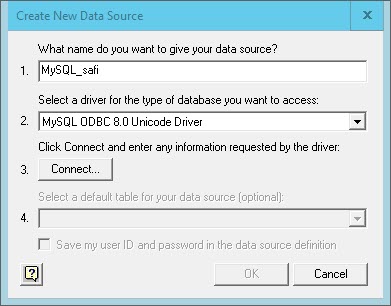 Create New Data Source
What name do you want to give your data source?
1. MySQL_safi
Select a driver for the type of database you want to access:
2. MySQL ODBC 8.0 Unicode Driver
Click Connect and enter any information requested by the driver:
3. Connect...
Select a default table for your data source (optional):
4.
Save my user ID and password in the data source definition
? OK Cancel